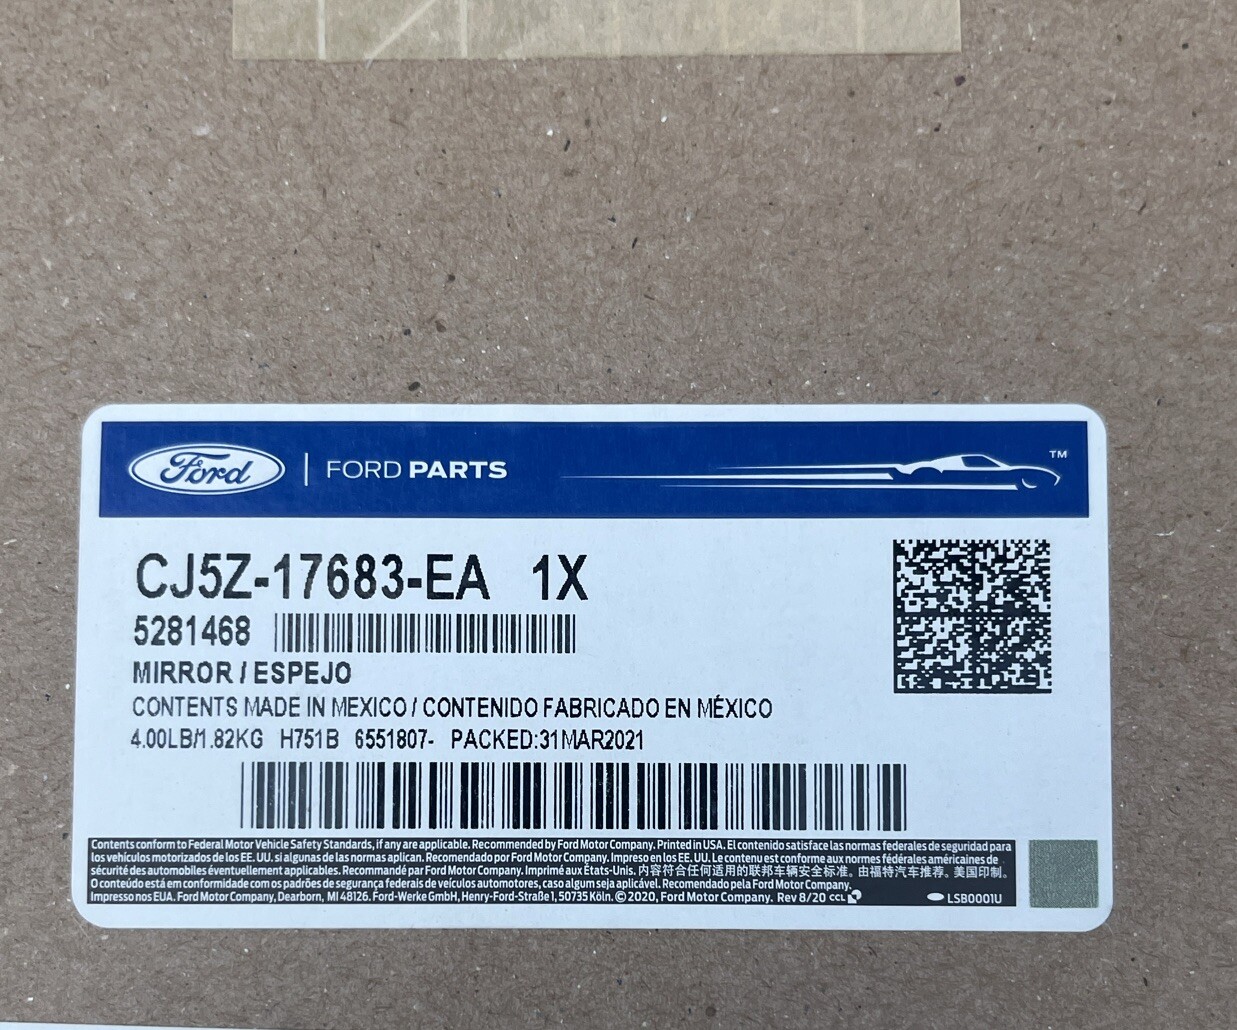 Ford | FORD PARTS TM
CJ5Z-17683-EA 1X
5281468
MIRROR / ESPEJO
CONTENTS MADE IN MEXICO / CONTENIDO FABRICADO EN MÉXICO
4.00LB/1.82KG H751B 6551807- PACKED:31MAR2021
Contents conform to Federal Motor Vehicle Safety Standards, if any are applicable. Recommended by Ford Motor Company. Printed in USA. El contenido satisface las normas federales de seguridad para
los vehículos motorizados de los EE. UU. si algunas de las normas aplican. Recomendado por Ford Motor Company. Impreso en los EE. UU. Le contenu est conforme aux normes fédérales américaines de
sécurité des automobiles éventuellement applicables. Recommandé par Ford Motor Company. Imprimé aux États-Unis. 内容符合任何适用的联邦车辆安全标准。由福特汽车推荐。美国印制。
O conteúdo está em conformidade com os padrões de segurança federais de veículos automotores, caso algum seja aplicável. Recomendado pela Ford Motor Company.
Impresso nos EUA. Ford Motor Company, Dearborn, MI 48126. Ford-Werke GmbH, Henry-Ford-Straße 1, 50735 Köln. © 2020, Ford Motor Company. Rev 8/20 CCL LSB0001U